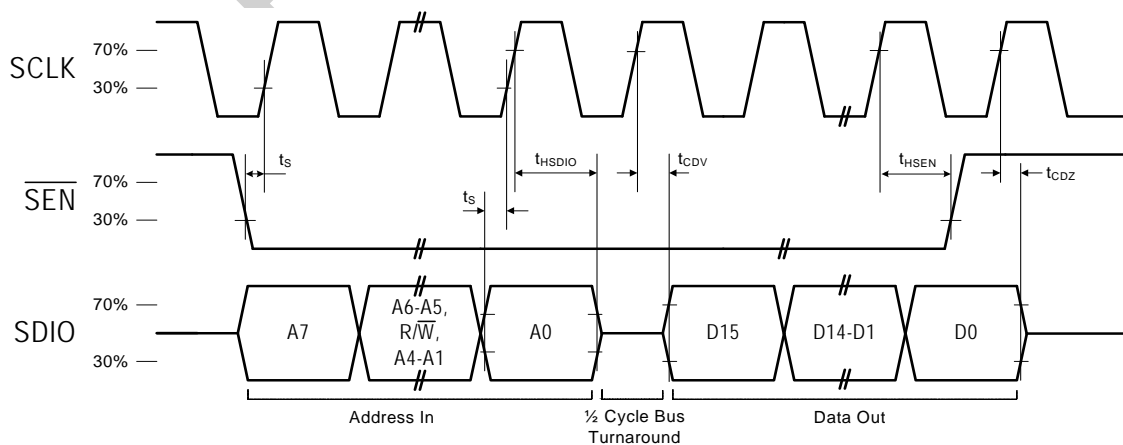 SCLK
70%
30%
SEN
70%
30%
tS
tHSDIO
tCDV
tHSEN
tCDZ
tS
SDIO
70%
30%
A7
A6-A5,
R/W,
A4-A1
A0
D15
D14-D1
D0
Address In
½ Cycle Bus
Turnaround
Data Out